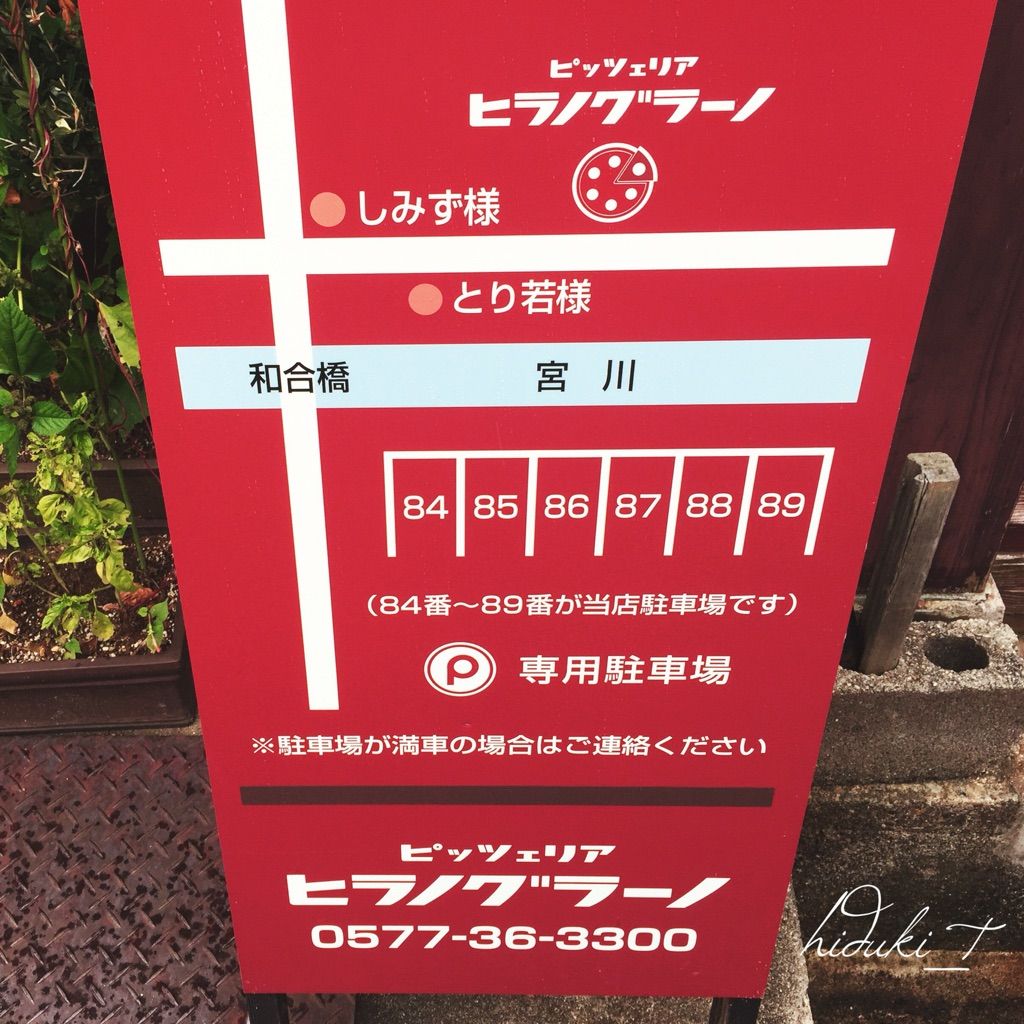 ピッツェリア
ヒラノグラーノ
しみず様
とり若様
和合橋 宮川
84 85 86 87 88 89
(84番～89番が当店駐車場です)
P 専用駐車場
※駐車場が満車の場合はご連絡ください
ピッツェリア
ヒラノグラーノ
0577-36-3300
hiduki_t